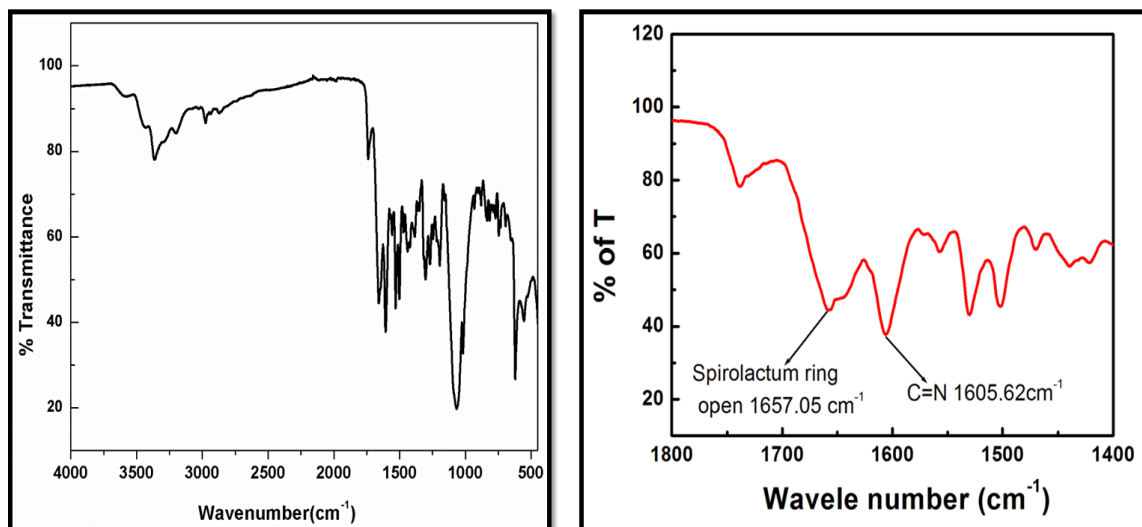 % Transmittance
100
80
60
40
20
4000 3500 3000 2500 2000 1500 1000 500
Wavenumber(cm-1)
% of T
120
100
80
60
40
20
Spirolactum ring
open 1657.05 cm-1
C=N 1605.62cm-1
1800 1700 1600 1500 1400
Wavele number (cm-1)